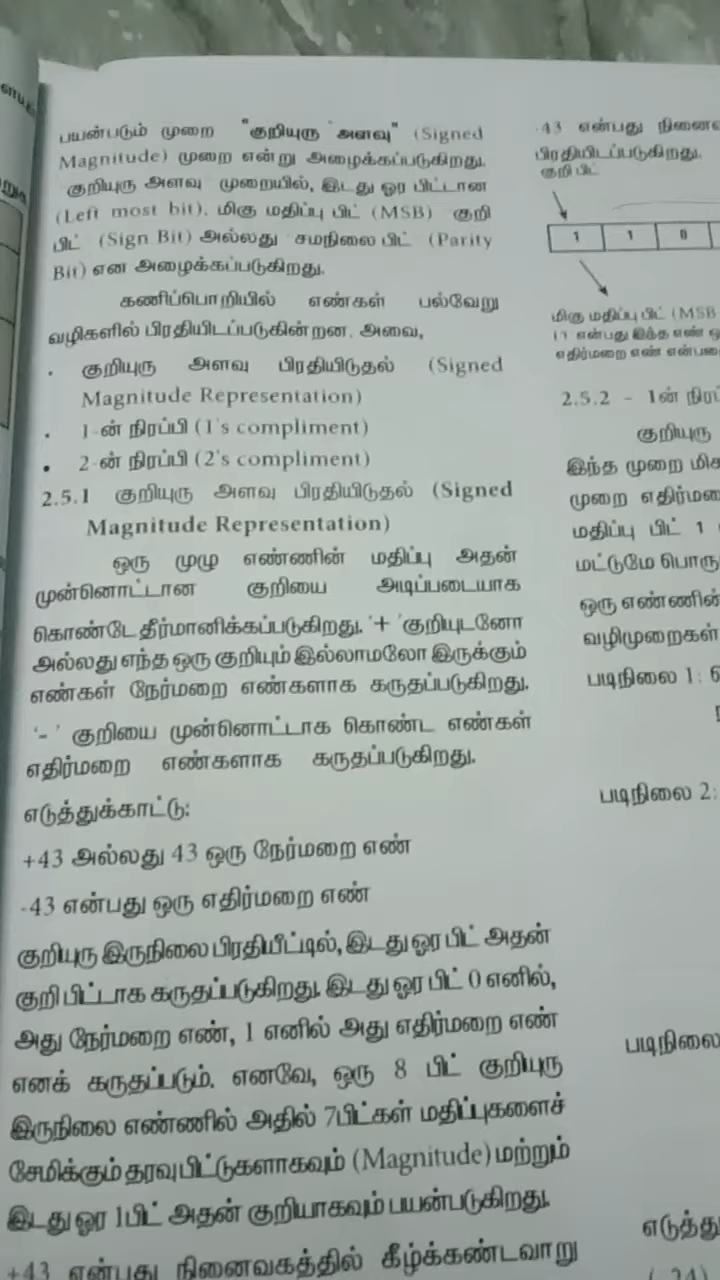 பயன்படும் முறை "குறியுரு அளவு" (Signed
Magnitude) முறை என்று அழைக்கப்படுகிறது.
குறியுரு அளவு முறையில், இடது ஓர பிட்டான
(Left most bit). மிகு மதிப்பு பிட் (MSB) குறி
பிட் (Sign Bit) அல்லது சமநிலை பிட் (Parity
Bit) என அழைக்கப்படுகிறது.
கணிப்பொறியில் எண்கள் பல்வேறு
வழிகளில் பிரதியிடப்படுகின்றன. அவை,
• குறியுரு அளவு பிரதியிடுதல் (Signed
Magnitude Representation)
• 1-ன் நிரப்பி (1's compliment)
• 2-ன் நிரப்பி (2's compliment)
2.5.1 குறியுரு அளவு பிரதியிடுதல் (Signed
Magnitude Representation)
ஒரு முழு எண்ணின் மதிப்பு அதன்
முன்னொட்டான குறியை அடிப்படையாக
கொண்டே தீர்மானிக்கப்படுகிறது. '+' குறியுடனோ
அல்லது எந்த ஒரு குறியும் இல்லாமலோ இருக்கும்
எண்கள் நேர்மறை எண்களாக கருதப்படுகிறது.
'-' குறியை முன்னொட்டாக கொண்ட எண்கள்
எதிர்மறை எண்களாக கருதப்படுகிறது.
எடுத்துக்காட்டு:
+43 அல்லது 43 ஒரு நேர்மறை எண்
-43 என்பது ஒரு எதிர்மறை எண்
குறியுரு இருநிலை பிரதியீட்டில், இடது ஓர பிட் அதன்
குறி பிட்டாக கருதப்படுகிறது. இடது ஓர பிட் 0 எனில்,
அது நேர்மறை எண், 1 எனில் அது எதிர்மறை எண்
எனக் கருதப்படும். எனவே, ஒரு 8 பிட் குறியுரு
இருநிலை எண்ணில் அதில் 7பிட்கள் மதிப்புகளைச்
சேமிக்கும் தரவு பிட்டுகளாகவும் (Magnitude) மற்றும்
இடது ஓர 1பிட் அதன் குறியாகவும் பயன்படுகிறது.
+43 என்பது நினைவகத்தில் கீழ்க்கண்டவாறு
-43 என்பது
பிரதியிடப்படுகிறது.
குறி பிட்
1 1 0
மிகு மதிப்பு பிட் (MSB
(1 என்பது இந்த எண்
எதிர்மறை எண்
2.5.2 - 1ன்
குறியுரு
இந்த முறை
முறை
மதிப்பு பிட் 1
மட்டுமே
ஒரு எண்ணின்
வழிமுறைகள்
படிநிலை 1:
படிநிலை 2:
படிநிலை